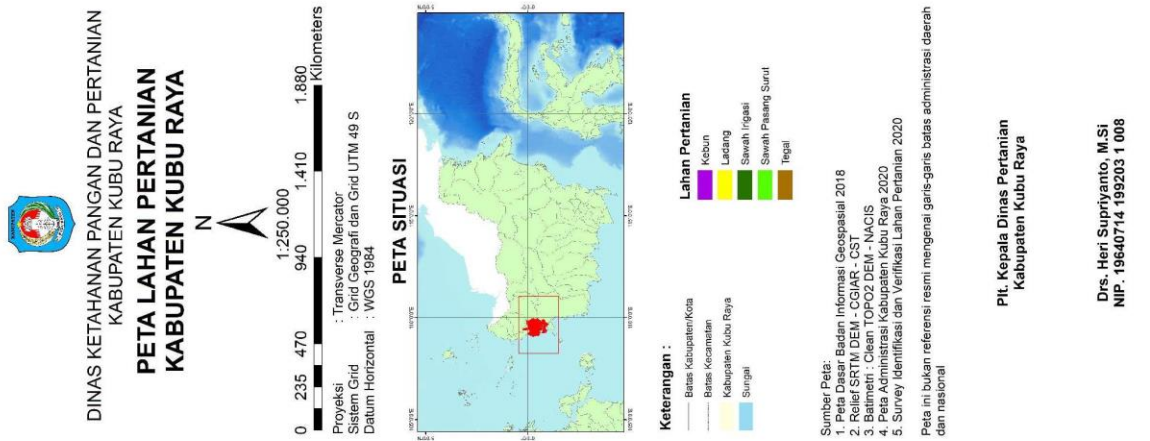 DINAS KETAHANAN PANGAN DAN PERTANIAN
KABUPATEN KUBU RAYA
PETA LAHAN PERTANIAN
KABUPATEN KUBU RAYA
N
1:250.000
0 235 470 940 1.410 1.880
Kilometers
Proyeksi : Transverse Mercator
Sistem Grid : Grid Geografi dan Grid UTM 49 S
Datum Horizontal : WGS 1984
PETA SITUASI
Keterangan :
Batas Kabupaten/Kota
Batas Kecamatan
Kabupaten Kubu Raya
Sungai
Lahan Pertanian
Kebun
Ladang
Sawah Irigasi
Sawah Pasang Surut
Tegal
Sumber Peta:
1. Peta Dasar Badan Informasi Geospasial 2018
2. Relief SRTM DEM - CGIAR - CST
3. Batimetri : Clean TOPO2 DEM - NACIS
4. Peta Administrasi Kabupaten Kubu Raya 2020
5. Survey Identifikasi dan Verifikasi Lahan Pertanian 2020
Peta ini bukan referensi resmi mengenai garis-garis batas administrasi daerah
dan nasional
Plt. Kepala Dinas Pertanian
Kabupaten Kubu Raya
Drs. Heri Supriyanto, M.Si
NIP. 19640714 199203 1 008